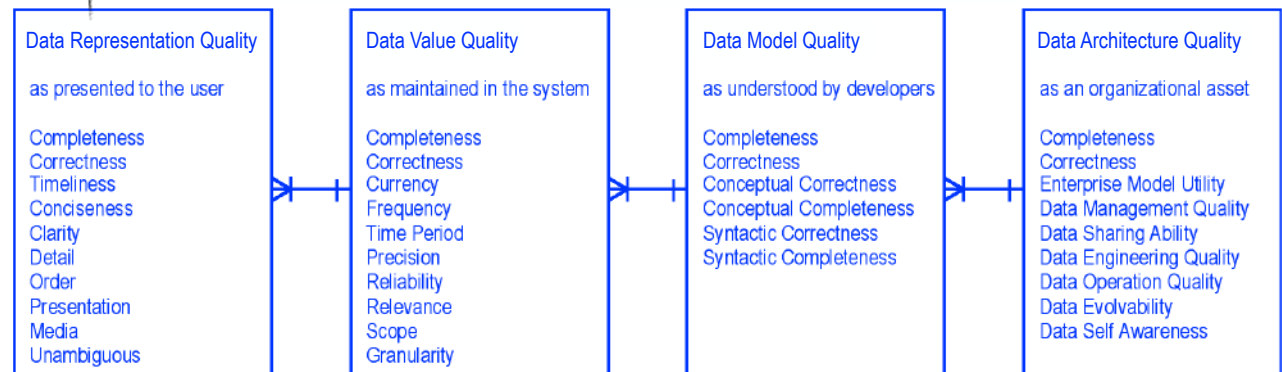 Data Representation Quality
as presented to the user
Completeness
Correctness
Timeliness
Conciseness
Clarity
Detail
Order
Presentation
Media
Unambiguous
Data Value Quality
as maintained in the system
Completeness
Correctness
Currency
Frequency
Time Period
Precision
Reliability
Relevance
Scope
Granularity
Data Model Quality
as understood by developers
Completeness
Correctness
Conceptual Correctness
Conceptual Completeness
Syntactic Correctness
Syntactic Completeness
Data Architecture Quality
as an organizational asset
Completeness
Correctness
Enterprise Model Utility
Data Management Quality
Data Sharing Ability
Data Engineering Quality
Data Operation Quality
Data Evolvability
Data Self Awareness